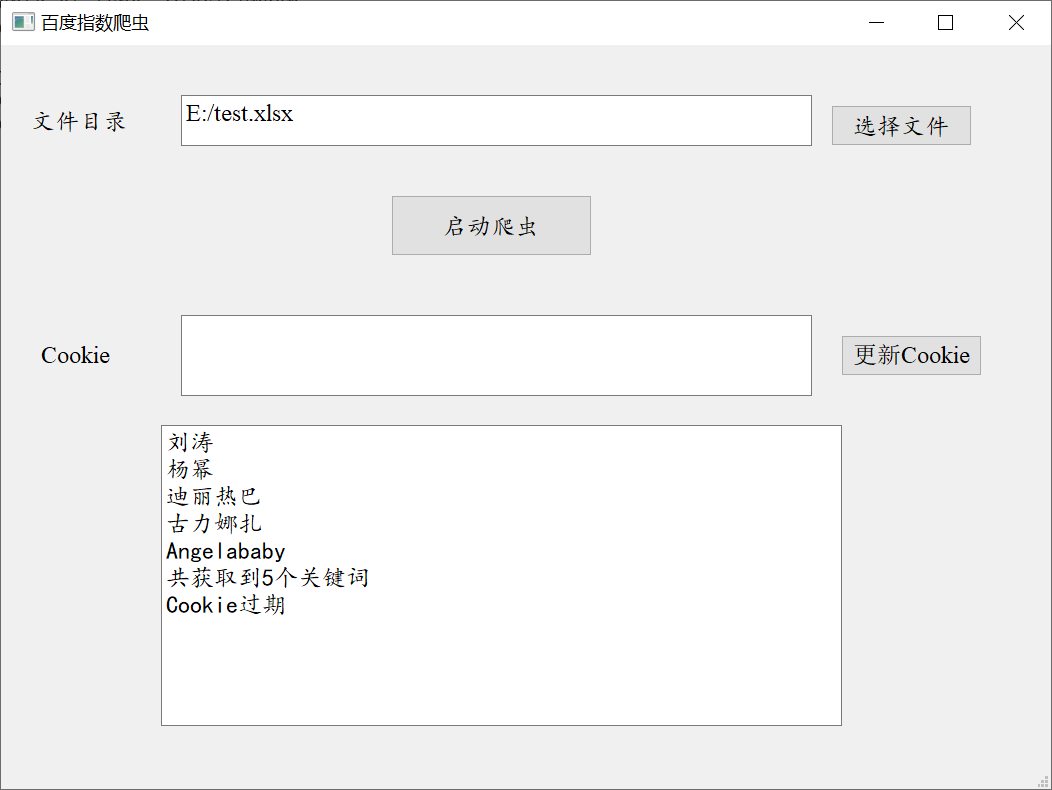 百度指数爬虫
文件目录
E:/test.xlsx
选择文件
启动爬虫
Cookie
更新Cookie
刘涛
杨幂
迪丽热巴
古力娜扎
Angelababy
共获取到5个关键词
Cookie过期